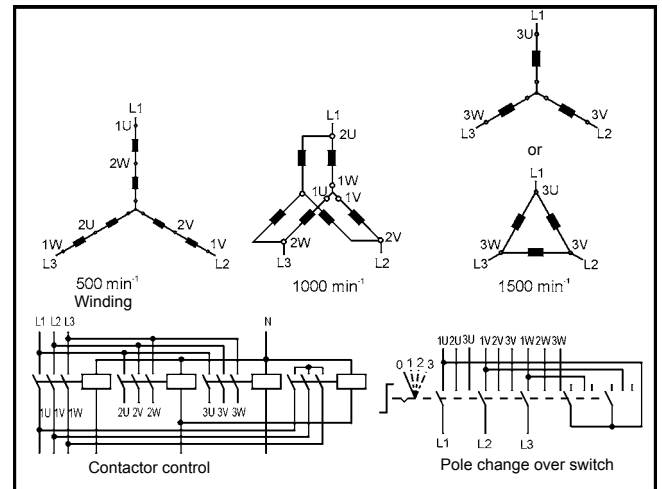 L1
1U
2W
2U
2V
1W
1V
L3
L2
500 min⁻¹
Winding
L1
2U
1W
1U
1V
2W
2V
L3
L2
1000 min⁻¹
L1
3U
3W
3V
L3
L2
or
L1
3U
3W
3V
L3
L2
1500 min⁻¹
L1 L2 L3
N
1U 1V 1W
2U 2V 2W
3U 3V 3W
Contactor control
1U 2U 3U 1V 2V 3V 1W 2W 3W
0 1 2 3
L1
L2
L3
Pole change over switch